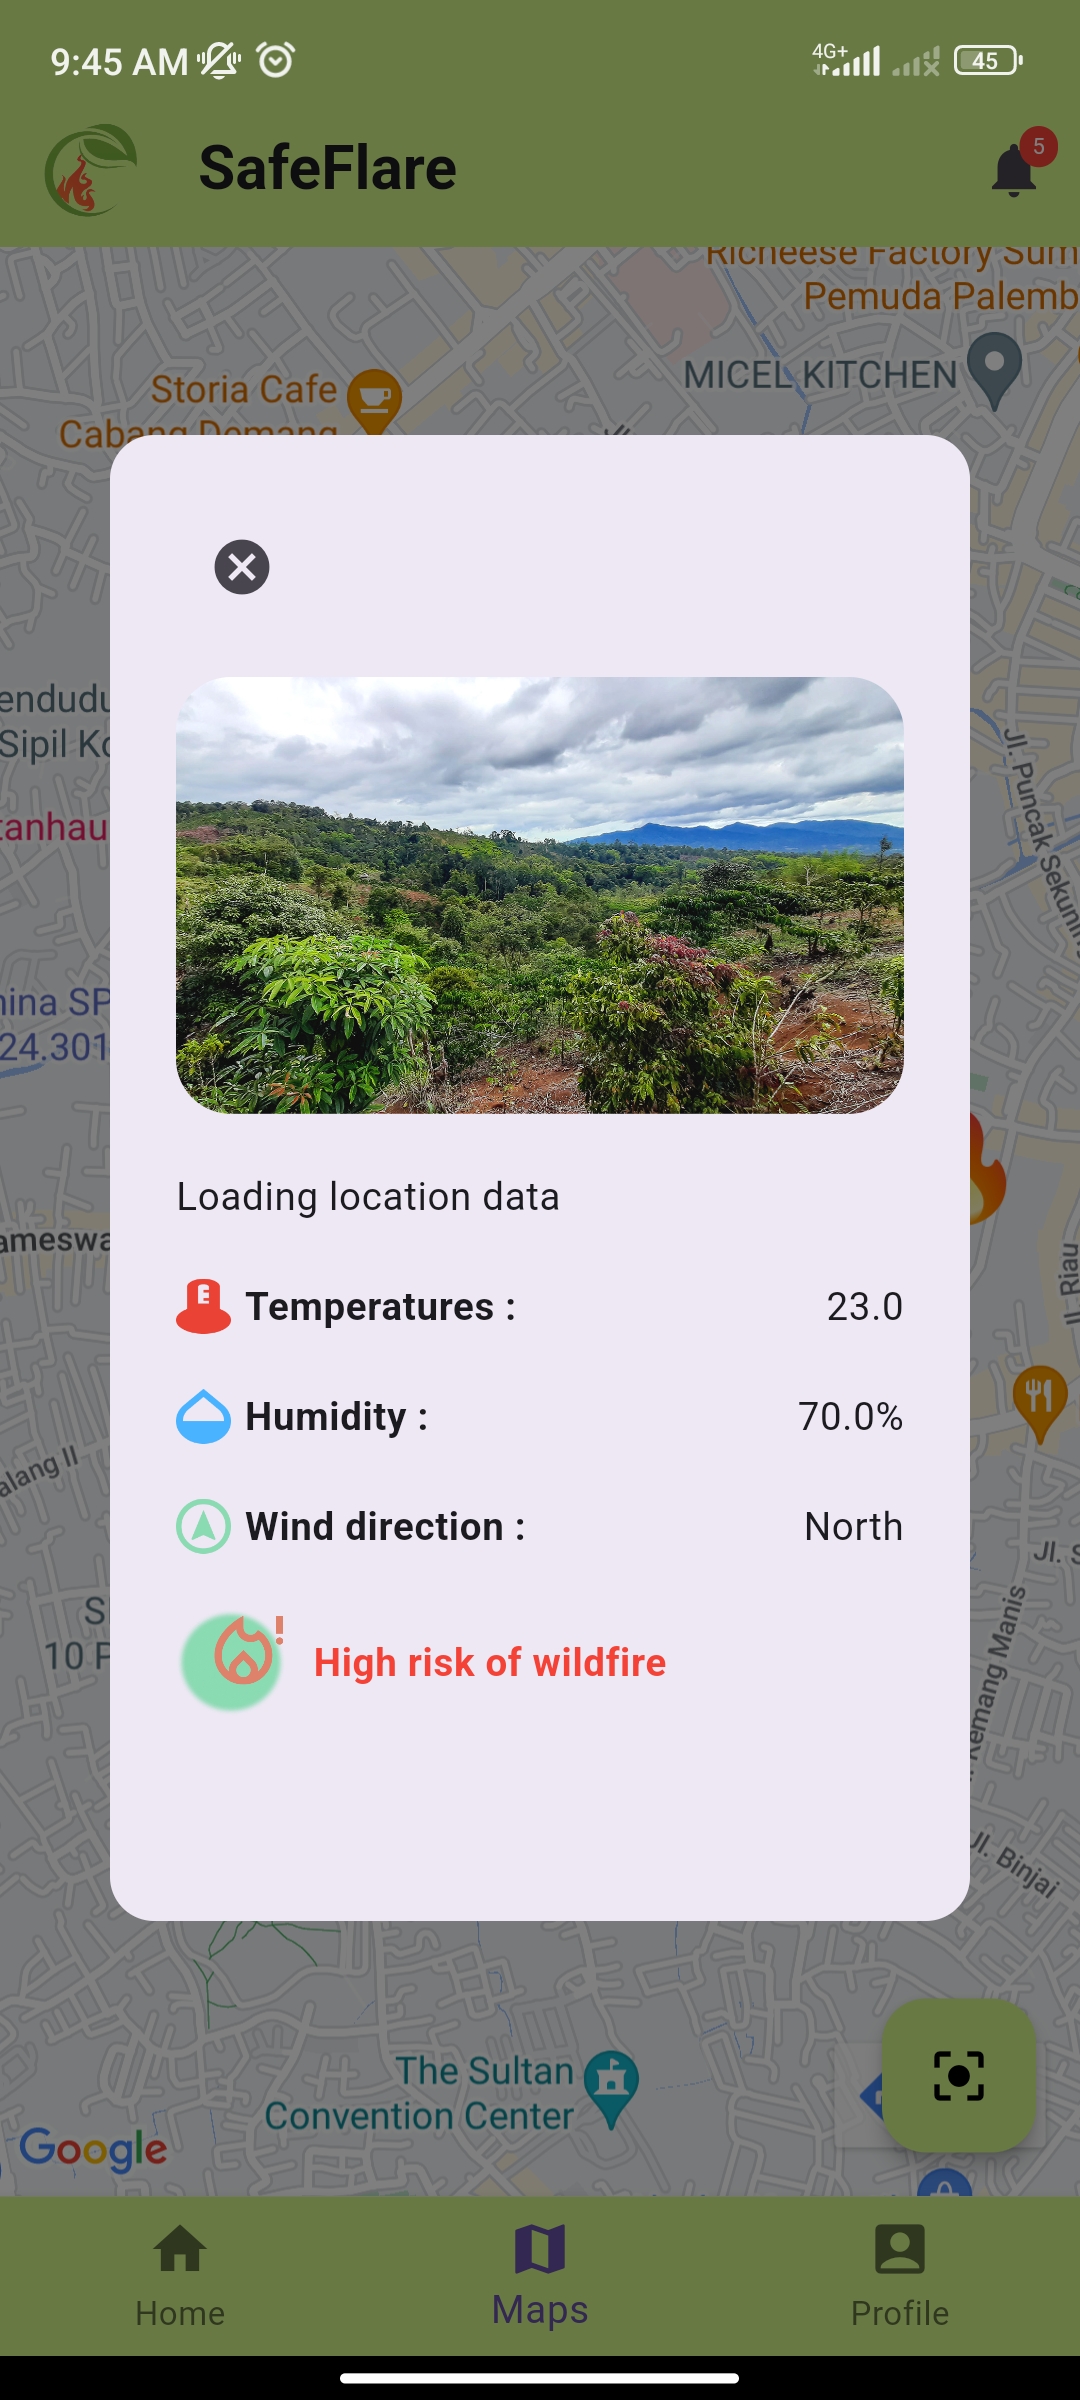 9:45 AM
4G+
45
SafeFlare
5
Richeese Factory Sum
Pemuda Palemb
MICEL KITCHEN
Storia Cafe
Cabang Demang
endudu
Sipil Ko
tanhau
Jl. Puncak Sekuning
nina SP
24.301
Loading location data
ameswa
Temperatures :
23.0
Jl. Riau
Humidity :
70.0%
alang II
Wind direction :
North
Jl. S
10 P
High risk of wildfire
Kemang Manis
Jl. Binjai
The Sultan
Convention Center
Google
Home
Maps
Profile